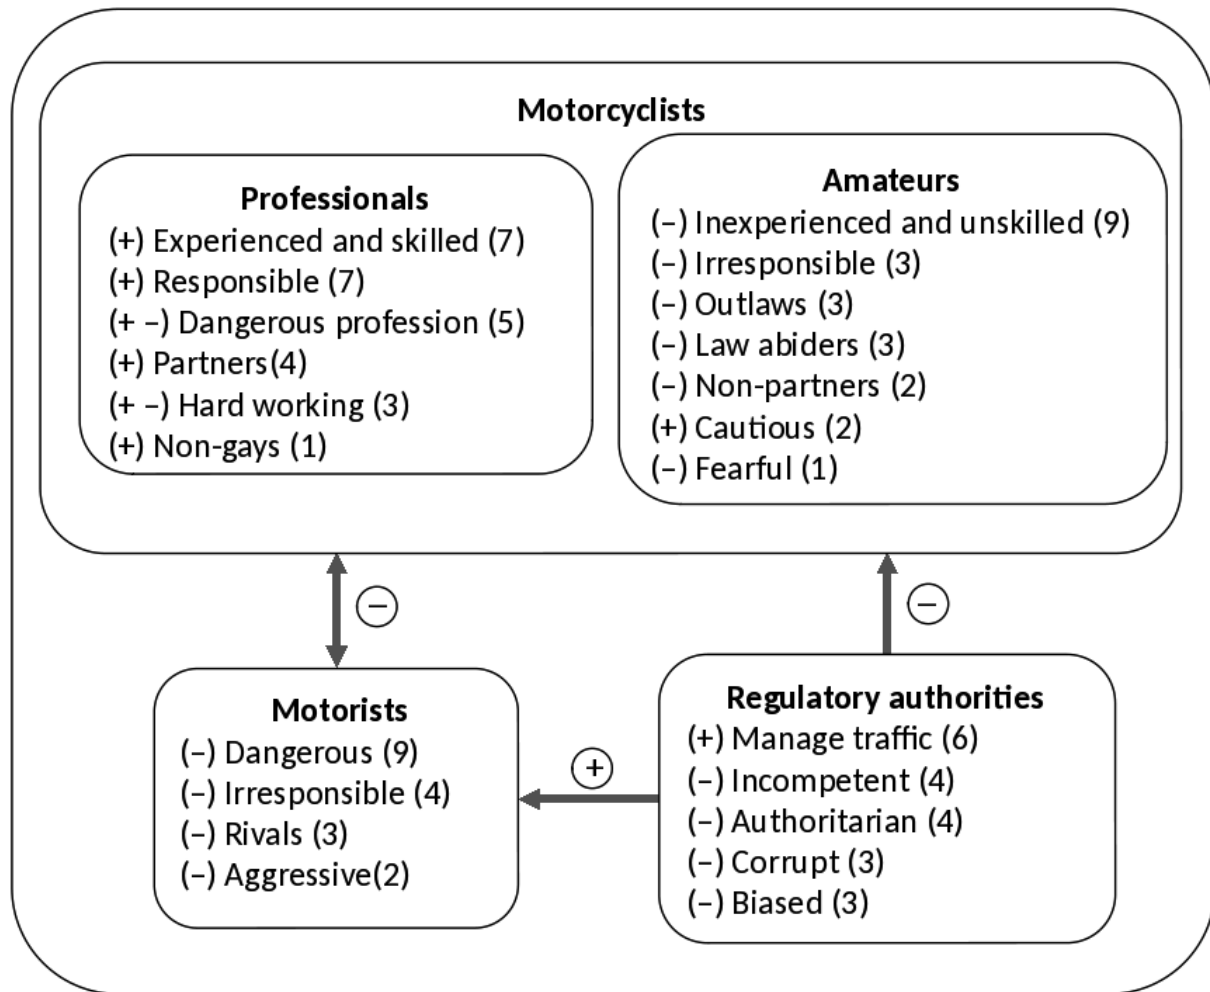 Motorcyclists
Professionals
(+) Experienced and skilled (7)
(+) Responsible (7)
(+ –) Dangerous profession (5)
(+) Partners(4)
(+ –) Hard working (3)
(+) Non-gays (1)
Amateurs
(–) Inexperienced and unskilled (9)
(–) Irresponsible (3)
(–) Outlaws (3)
(–) Law abiders (3)
(–) Non-partners (2)
(+) Cautious (2)
(–) Fearful (1)
–
–
Motorists
(–) Dangerous (9)
(–) Irresponsible (4)
(–) Rivals (3)
(–) Aggressive(2)
+
Regulatory authorities
(+) Manage traffic (6)
(–) Incompetent (4)
(–) Authoritarian (4)
(–) Corrupt (3)
(–) Biased (3)